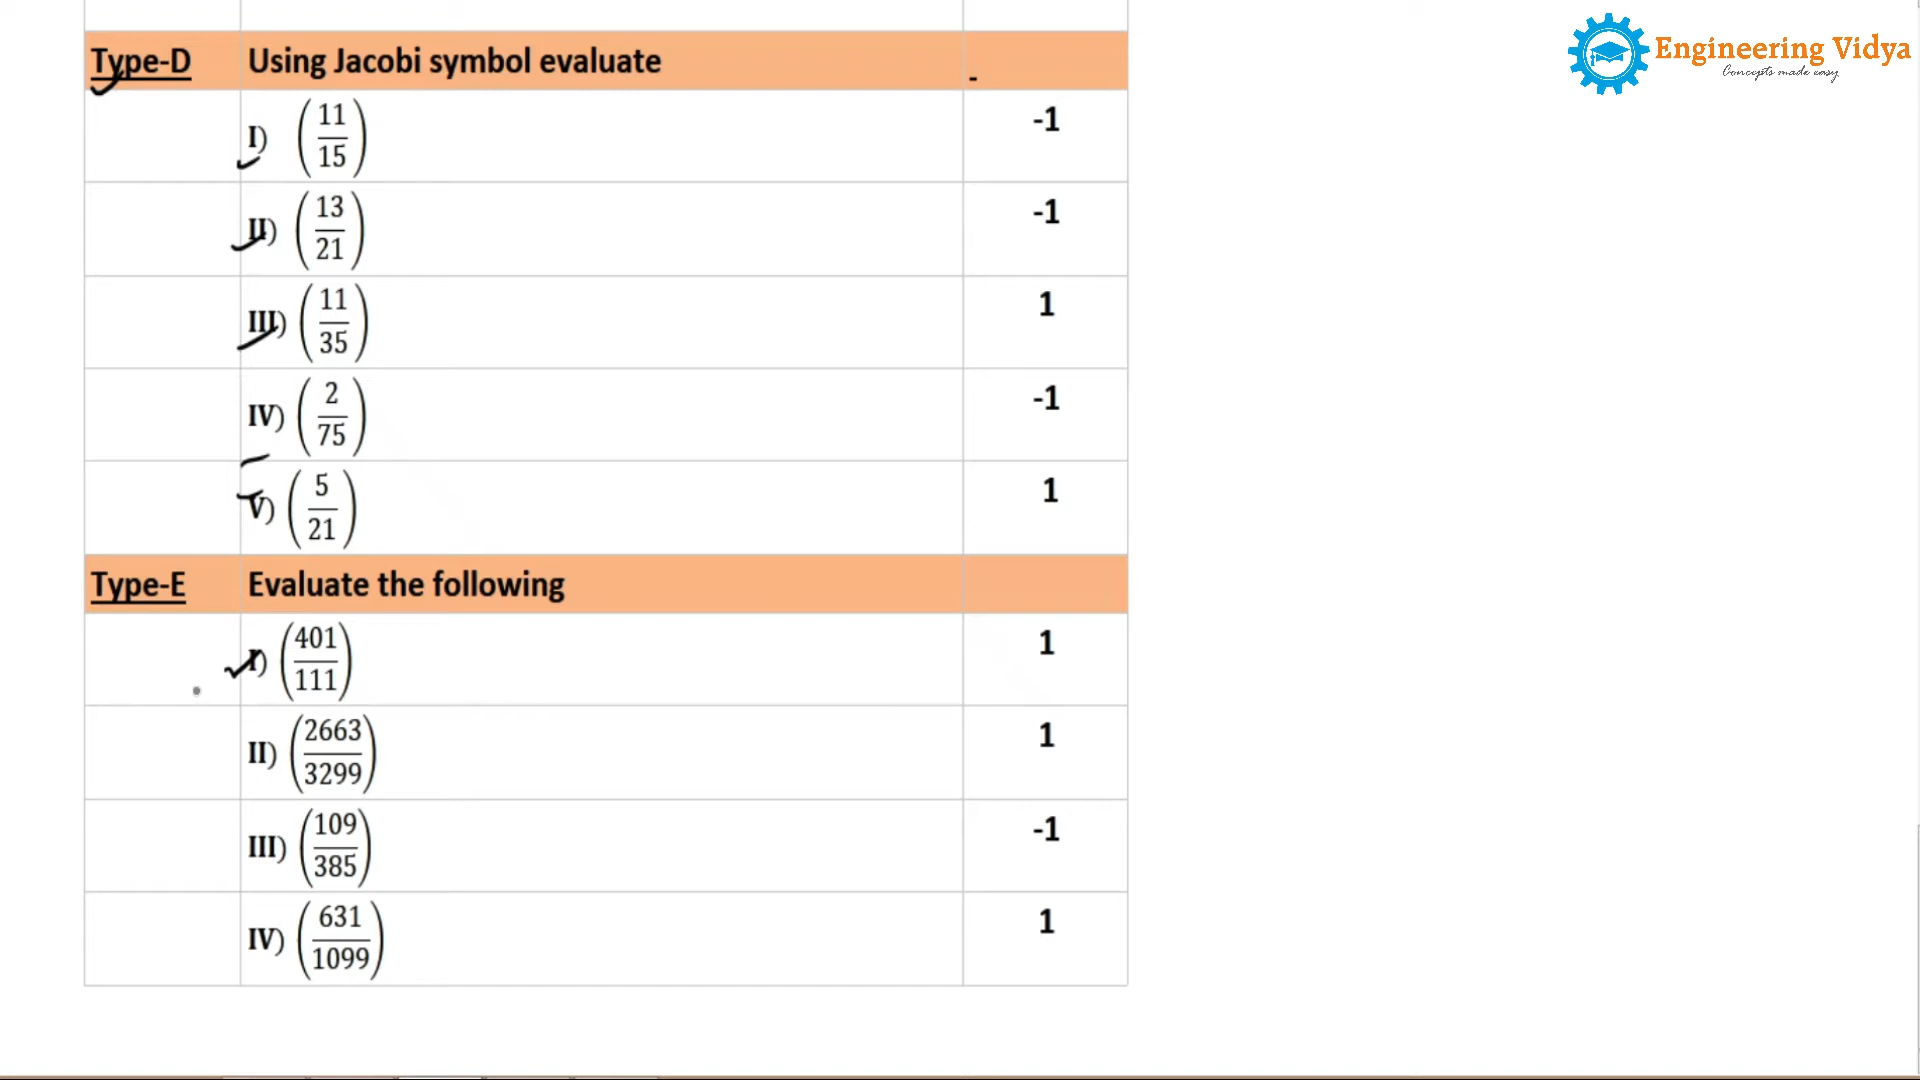 Engineering Vidya
Concepts made easy
Type-D Using Jacobi symbol evaluate -
I) (11/15) -1
II) (13/21) -1
III) (11/35) 1
IV) (2/75) -1
V) (5/21) 1
Type-E Evaluate the following
I) (401/111) 1
II) (2663/3299) 1
III) (109/385) -1
IV) (631/1099) 1